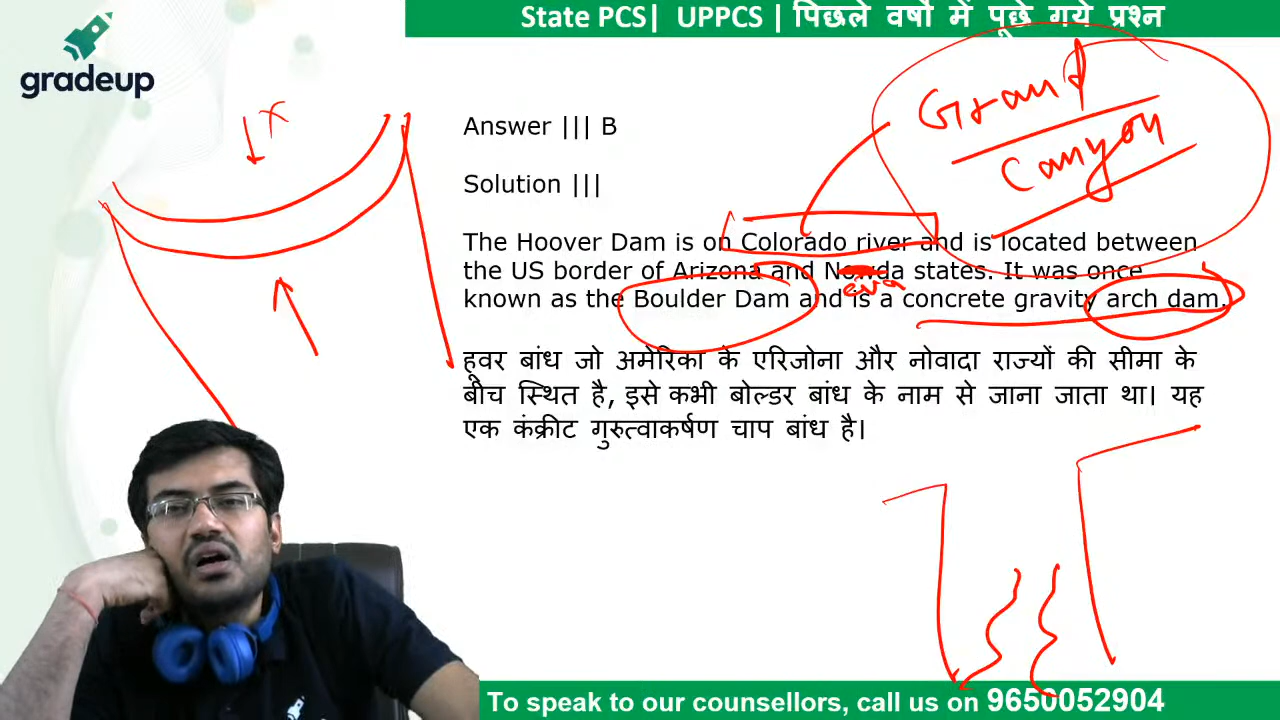 State PCS| UPPCS | पिछले वर्षों में पूछे गये प्रश्न
gradeup
x
Grand
Canyon
Answer ||| B
Solution |||
The Hoover Dam is on Colorado river and is located between
the US border of Arizona and states. It was once
known as the Boulder Dam and is a concrete gravity arch dam.
हूवर बांध जो अमेरिका के एरिजोना और नोवादा राज्यों की सीमा के
बीच स्थित है, इसे कभी बोल्डर बांध के नाम से जाना जाता था। यह
एक कंक्रीट गुरुत्वाकर्षण चाप बांध है।
To speak to our counsellors, call us on 9650052904